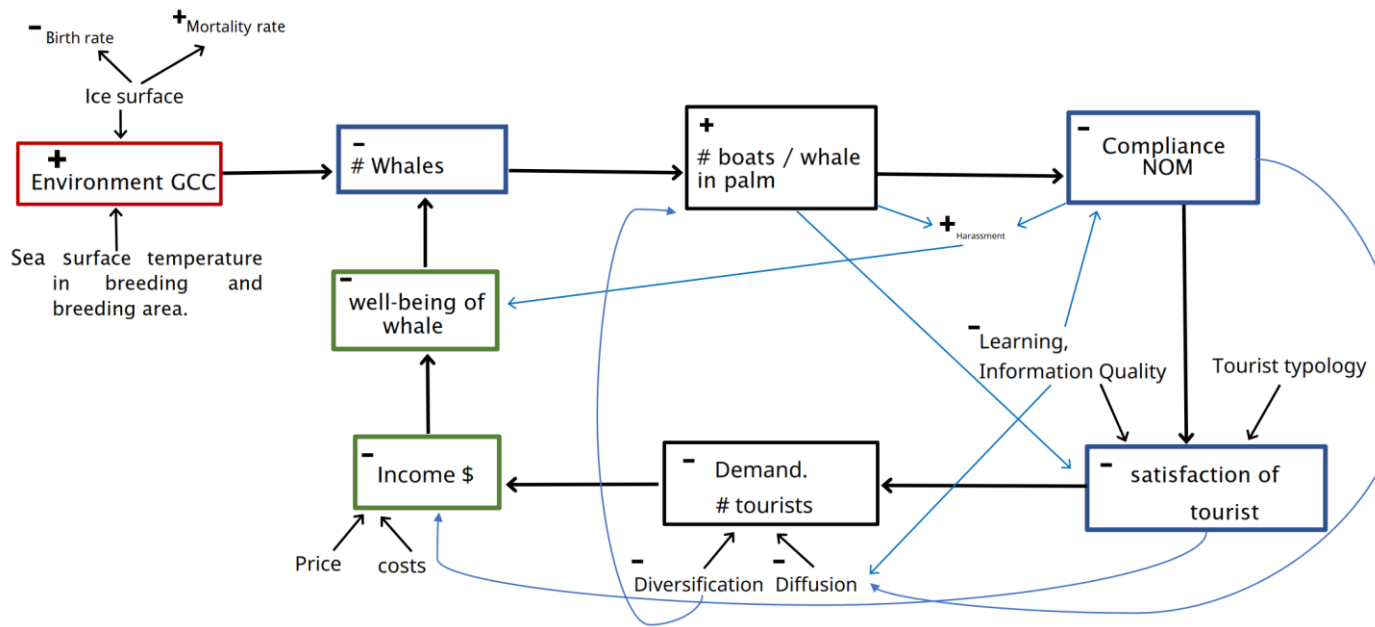 − Birth rate
+ Mortality rate
Ice surface
+
Environment GCC
Sea surface temperature
in breeding and
breeding area.
−
# Whales
+
# boats / whale
in palm
−
Compliance
NOM
+ Harassment
−
well-being of
whale
− Learning,
Information Quality
Tourist typology
−
Income $
Price
costs
− Demand.
# tourists
− satisfaction of
tourist
− Diversification
− Diffusion